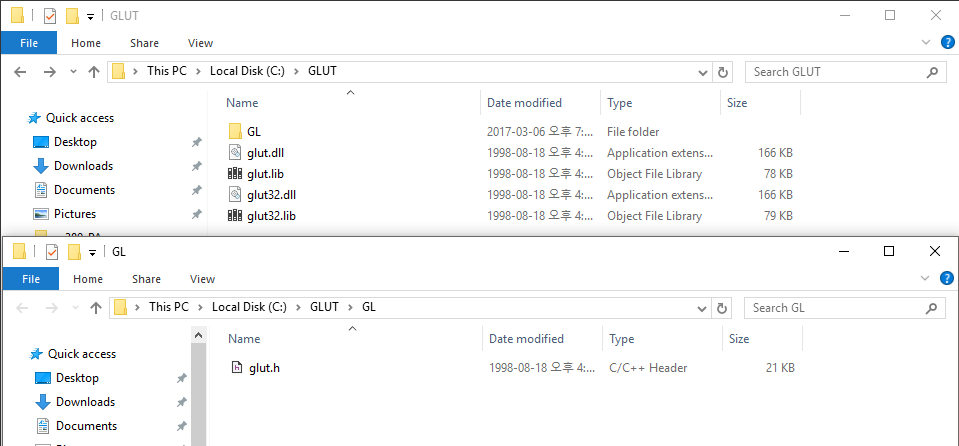 GLUT
File Home Share View
This PC Local Disk (C:) GLUT Search GLUT
Name Date modified Type Size
Quick access
Desktop
Downloads
Documents
Pictures
GL 2017-03-06 오후 7:... File folder
glut.dll 1998-08-18 오후 4:... Application extens... 166 KB
glut.lib 1998-08-18 오후 4:... Object File Library 78 KB
glut32.dll 1998-08-18 오후 4:... Application extens... 166 KB
glut32.lib 1998-08-18 오후 4:... Object File Library 79 KB
GL
File Home Share View
This PC Local Disk (C:) GLUT GL Search GL
Name Date modified Type Size
Quick access
Desktop
Downloads
Documents
glut.h 1998-08-18 오후 4:... C/C++ Header 21 KB